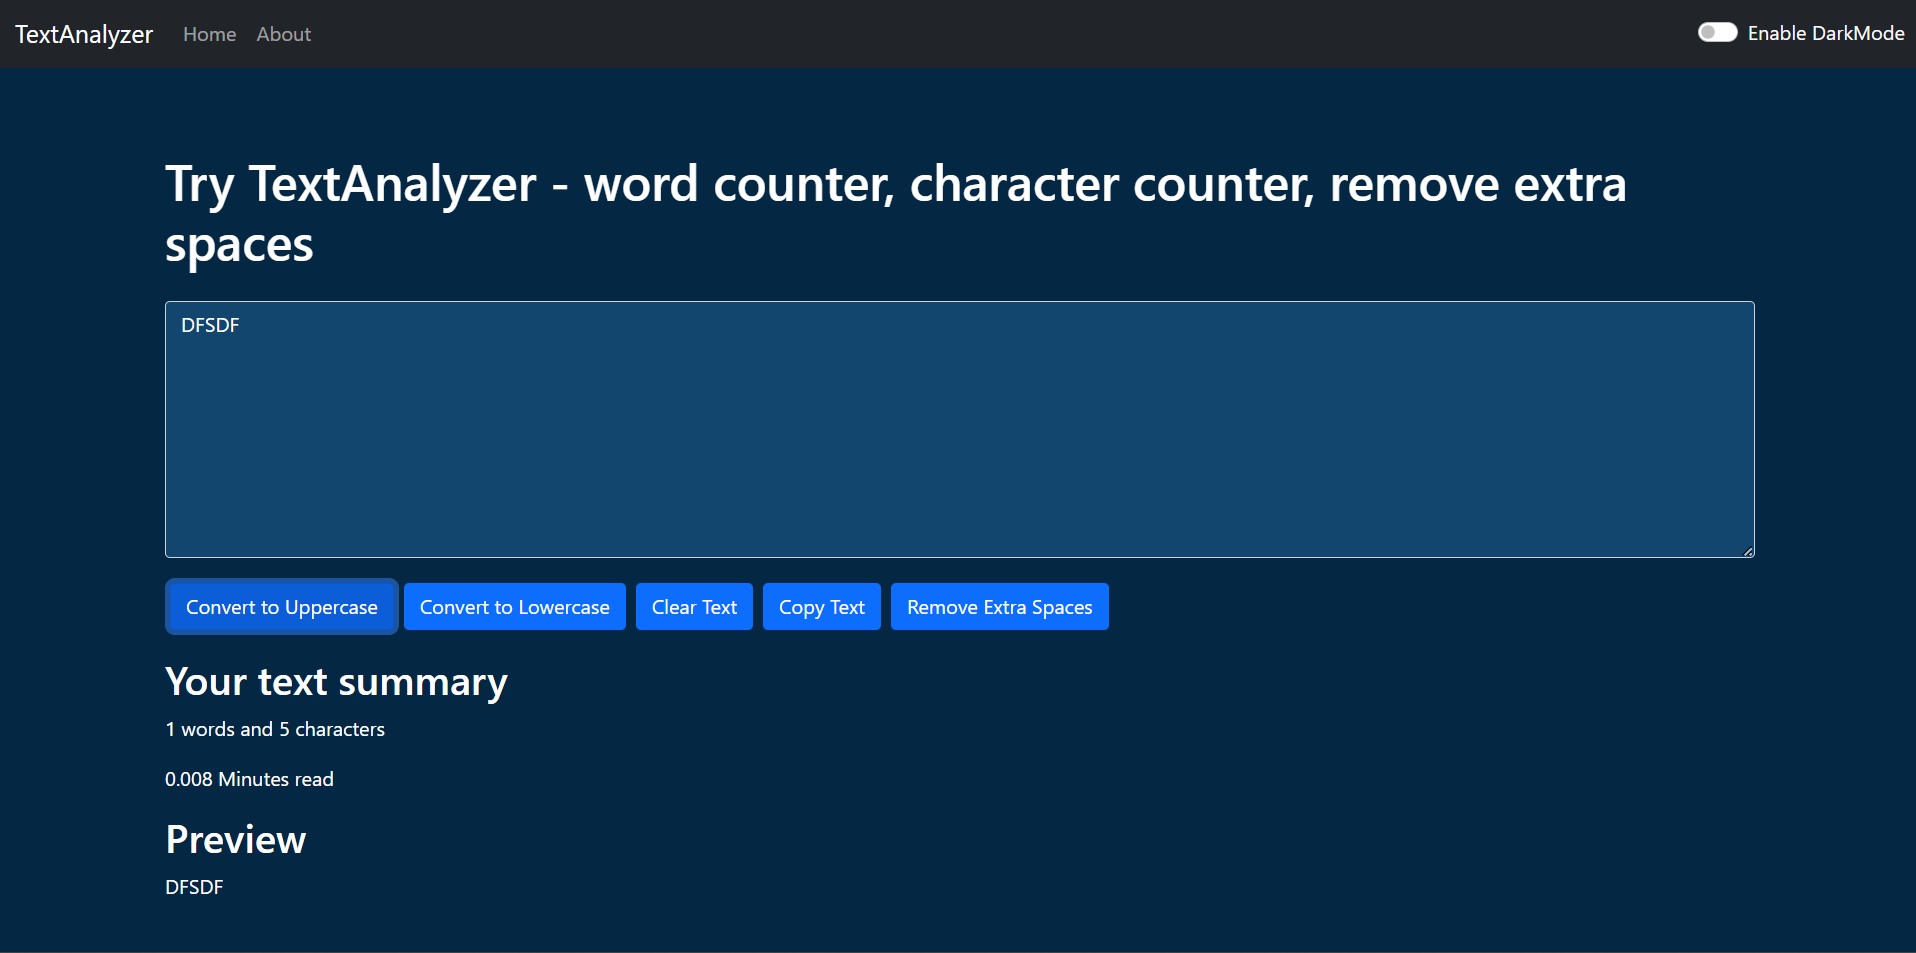 TextAnalyzer Home About Enable DarkMode
Try TextAnalyzer - word counter, character counter, remove extra
spaces
DFSDF
Convert to Uppercase Convert to Lowercase Clear Text Copy Text Remove Extra Spaces
Your text summary
1 words and 5 characters
0.008 Minutes read
Preview
DFSDF